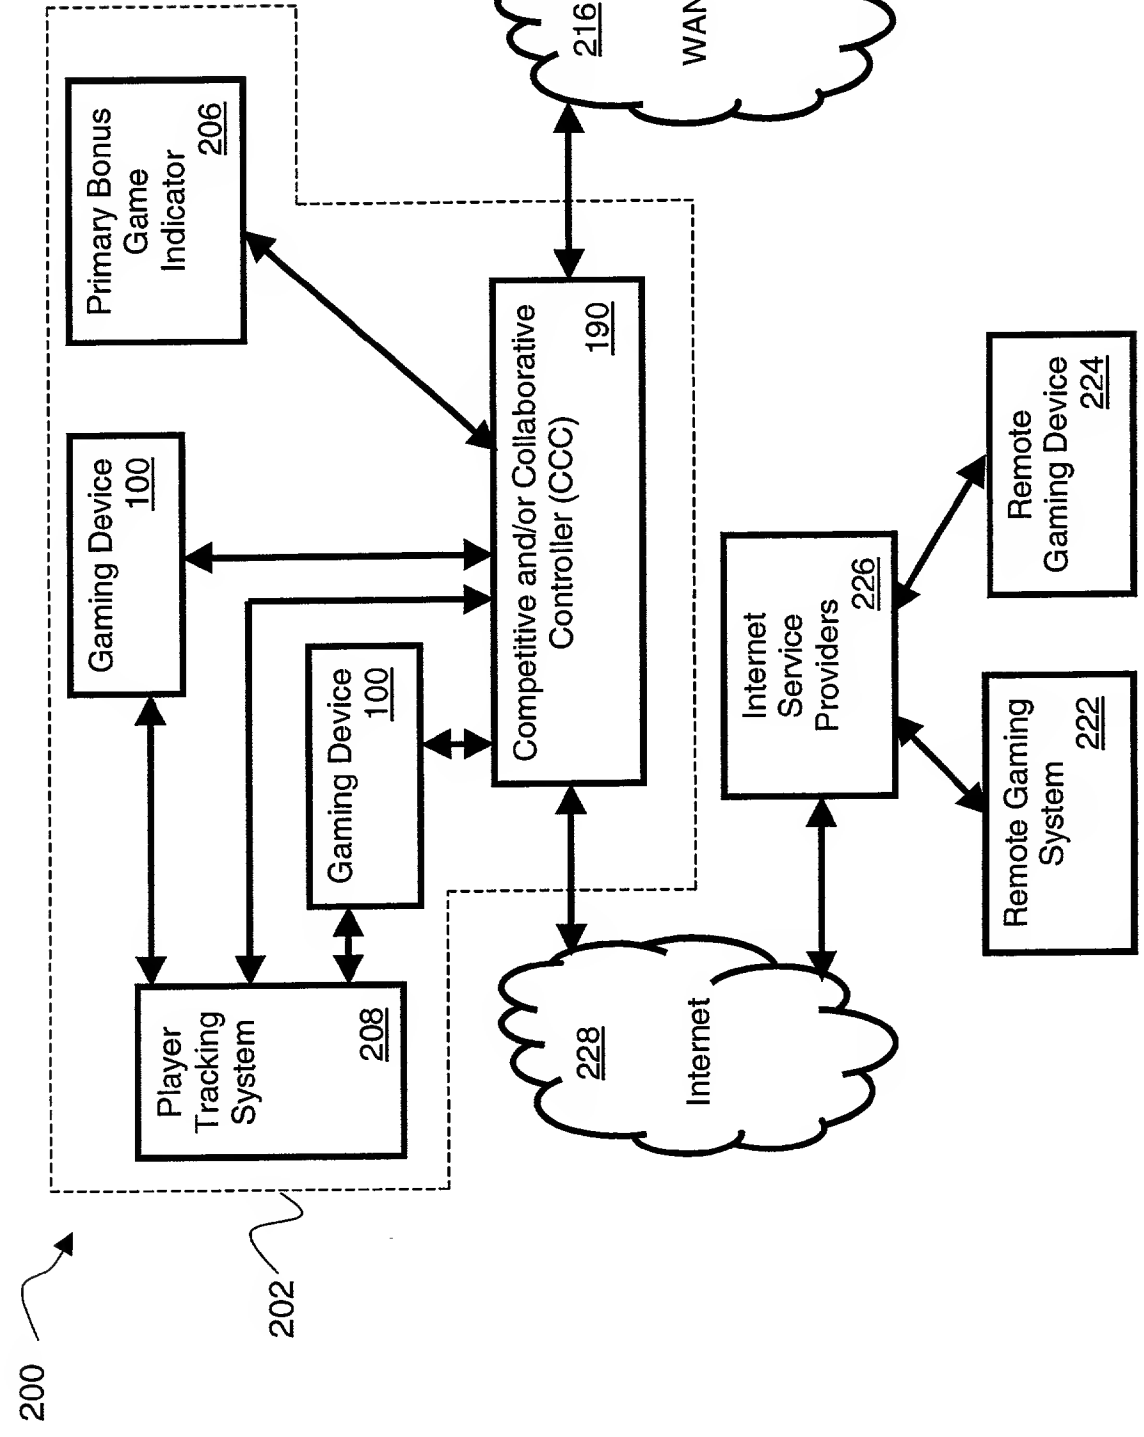 200
202
Player
Tracking
System
208
Gaming Device
100
Gaming Device
100
Primary Bonus
Game
Indicator
206
Competitive and/or Collaborative
Controller (CCC)
190
216
WAN
228
Internet
Internet
Service
Providers
226
Remote Gaming
System
222
Remote
Gaming Device
224